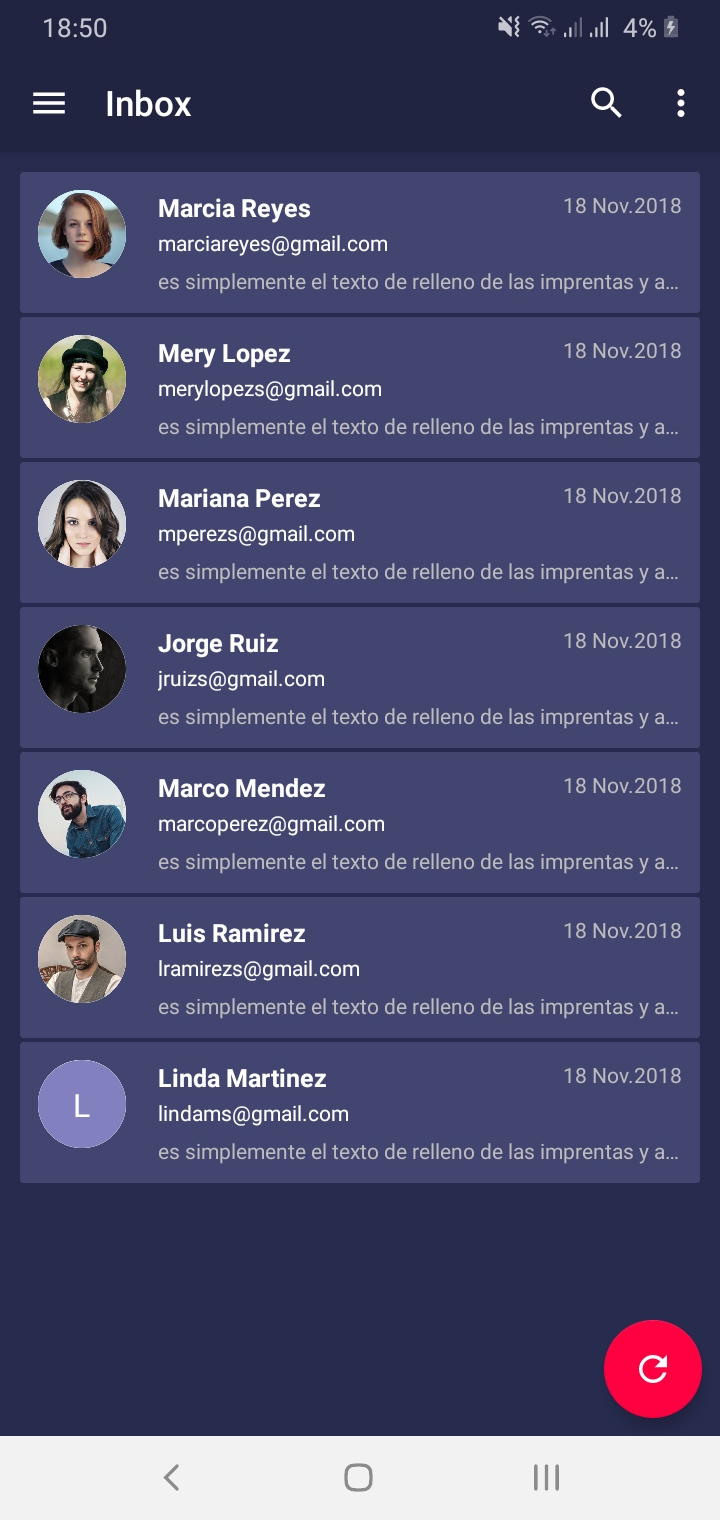 18:50
4%
Inbox
Marcia Reyes
18 Nov.2018
marciareyes@gmail.com
es simplemente el texto de relleno de las imprentas y a...
Mery Lopez
18 Nov.2018
merylopezs@gmail.com
es simplemente el texto de relleno de las imprentas y a...
Mariana Perez
18 Nov.2018
mperezs@gmail.com
es simplemente el texto de relleno de las imprentas y a...
Jorge Ruiz
18 Nov.2018
jruizs@gmail.com
es simplemente el texto de relleno de las imprentas y a...
Marco Mendez
18 Nov.2018
marcoperez@gmail.com
es simplemente el texto de relleno de las imprentas y a...
Luis Ramirez
18 Nov.2018
lramirezs@gmail.com
es simplemente el texto de relleno de las imprentas y a...
L
Linda Martinez
18 Nov.2018
lindams@gmail.com
es simplemente el texto de relleno de las imprentas y a...